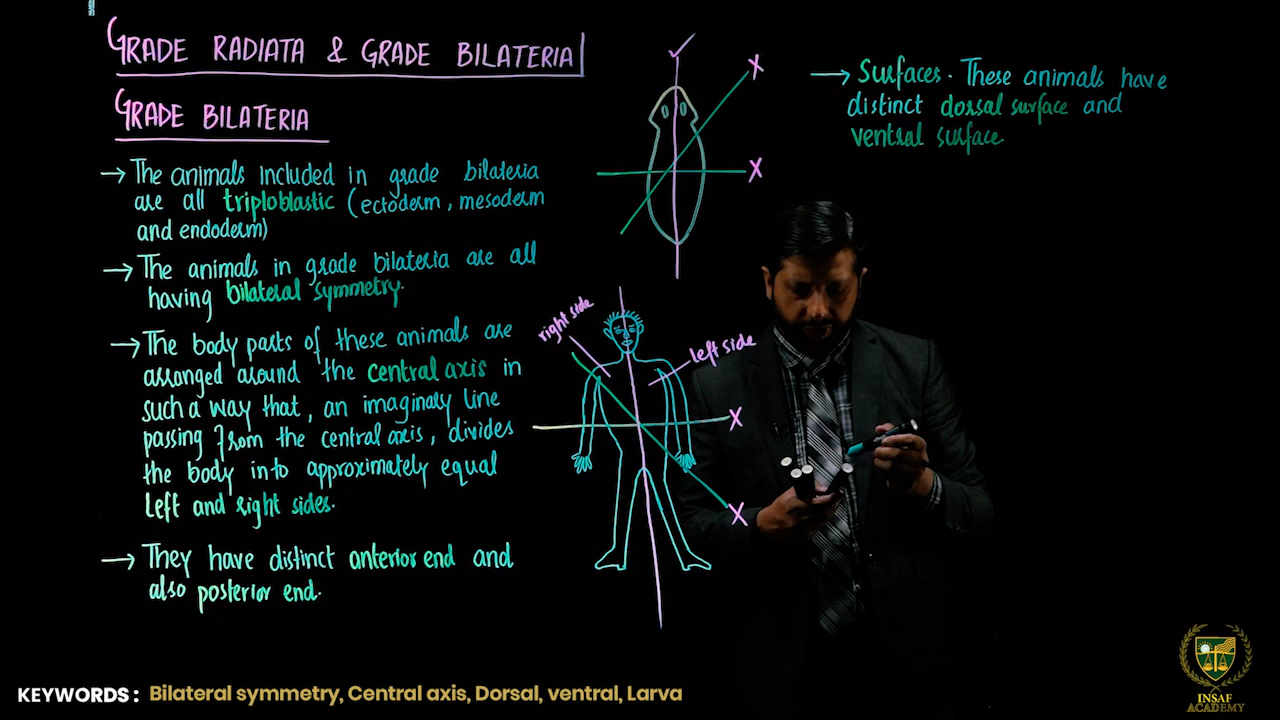 GRADE RADIATA & GRADE BILATERIA
GRADE BILATERIA
→ The animals included in grade bilateria
are all triploblastic (ectoderm, mesoderm
and endoderm)
→ The animals in grade bilateria are all
having bilateral symmetry.
→ The body parts of these animals are
arranged around the central axis in
such a way that, an imaginary line
passing from the central axis, divides
the body into approximately equal
left and right sides.
→ They have distinct anterior end and
also posterior end.
✓
X
X
right side
left side
X
X
→ Surfaces. These animals have
distinct dorsal surface and
ventral surface.
KEYWORDS : Bilateral symmetry, Central axis, Dorsal, ventral, Larva
INSAF
ACADEMY